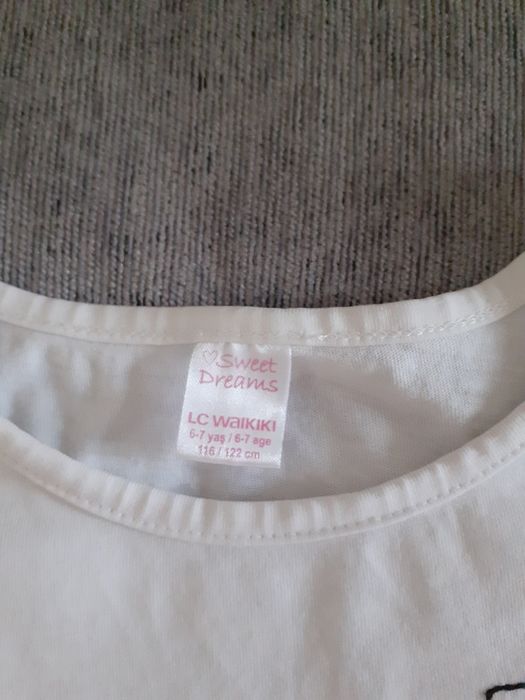 ♡Sweet
Dreams
LC WAIKIKI
6-7 yaş / 6-7 age
116 / 122 cm